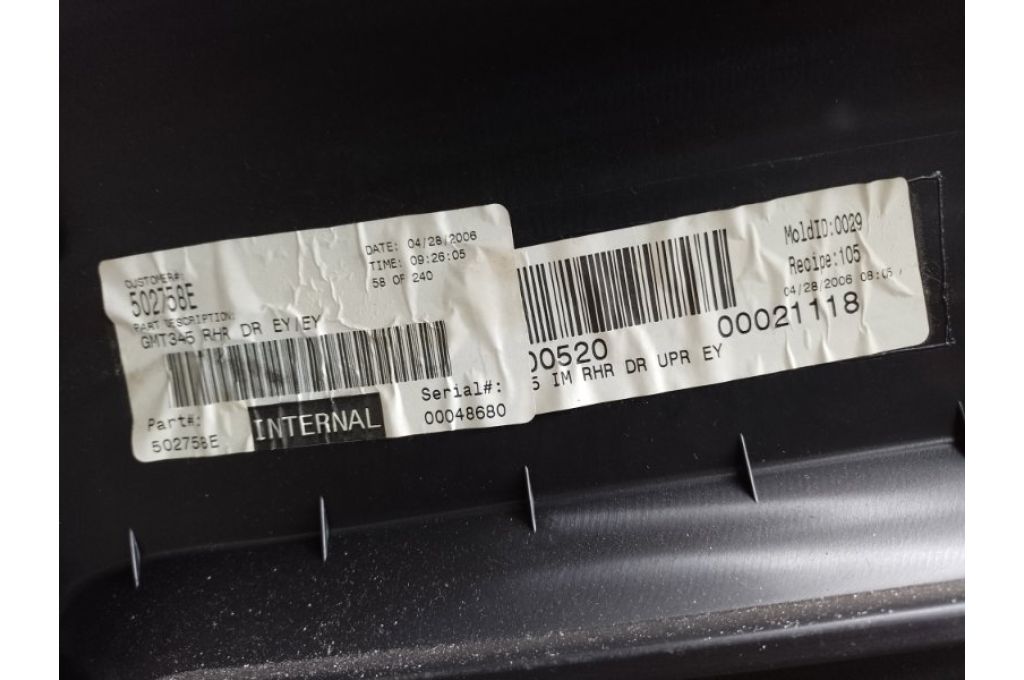 CUSTOMER#:
502758E
DATE: 04/28/2006
TIME: 09:26:05
58 OF 240
PART DESCRIPTION:
GMT345 RHR DR EY/EY
Part#:
502758E
INTERNAL
Serial#:
00048680
MoldID:0029
Recipe:105
04/28/2006
00520
00021118
5 IM RHR DR UPR EY